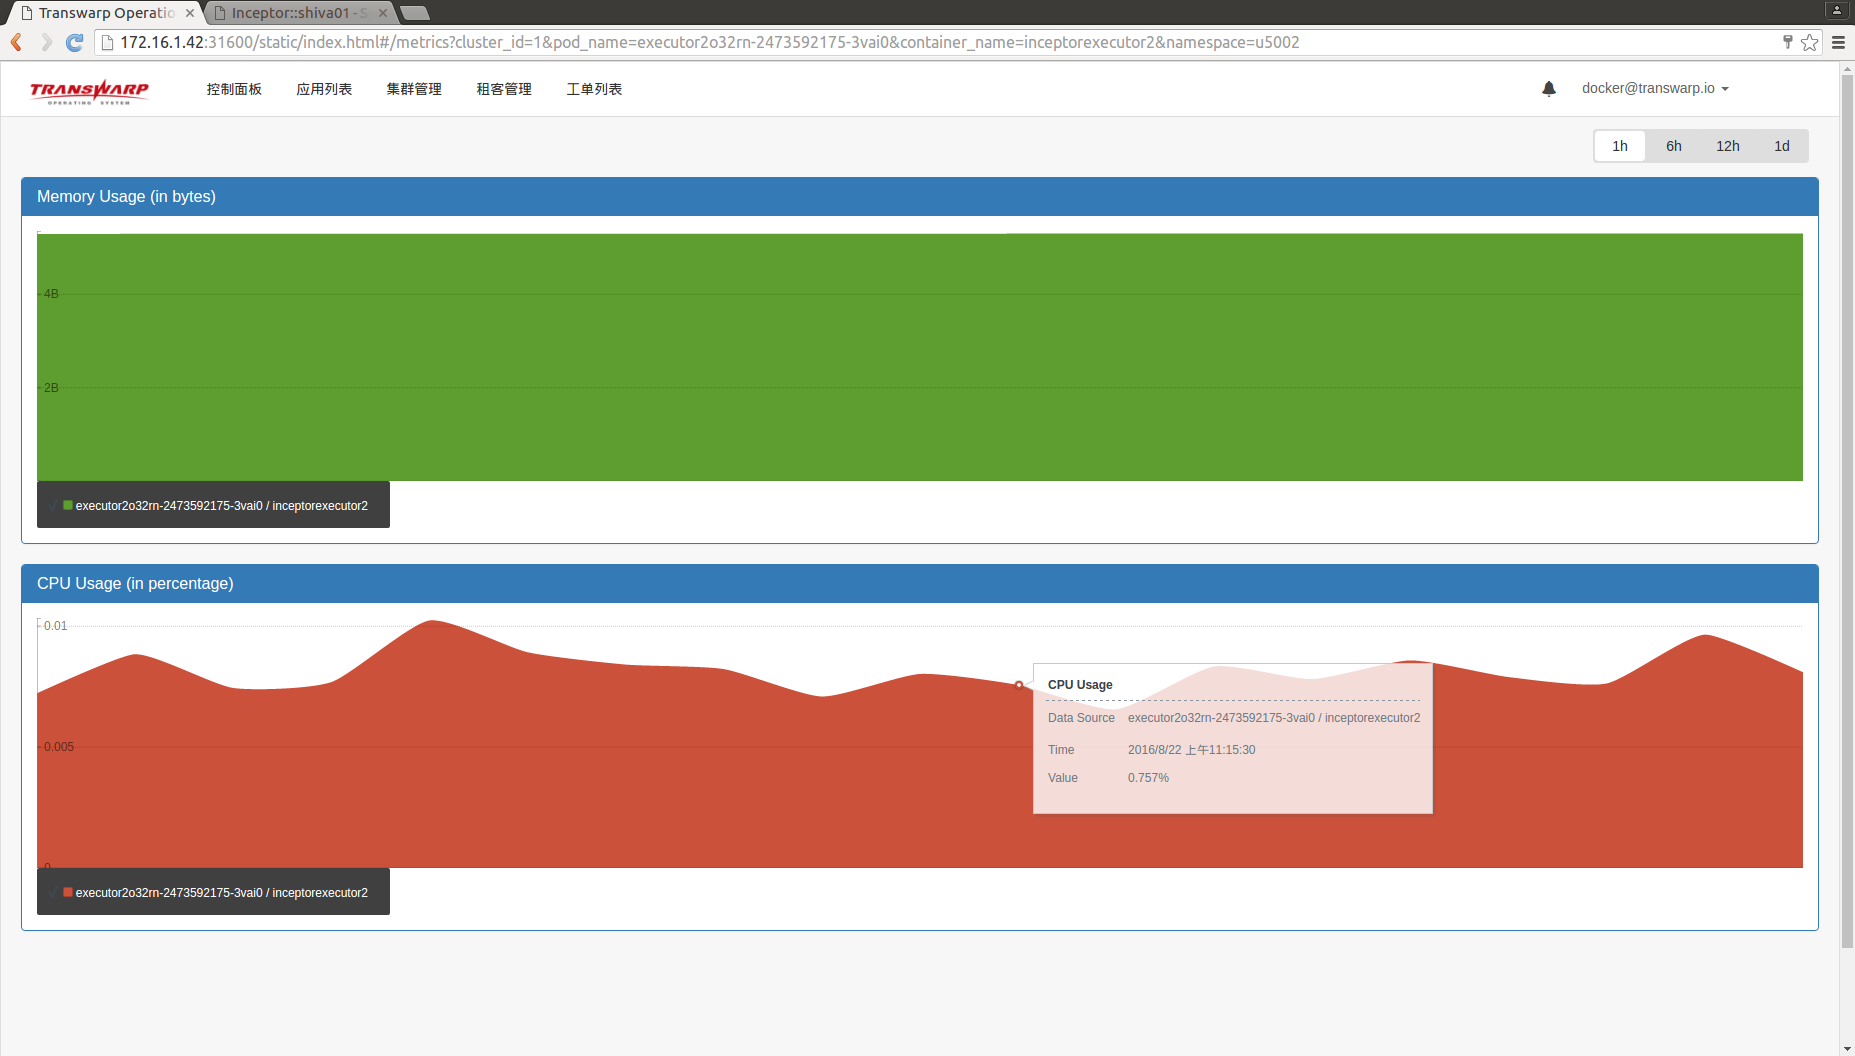 Transwarp Operatio
Inceptor::shiva01 - S
172.16.1.42:31600/static/index.html#/metrics?cluster_id=1&pod_name=executor2o32rn-2473592175-3vai0&container_name=inceptorexecutor2&namespace=u5002
TRANSWARP
OPERATING SYSTEM
控制面板 应用列表 集群管理 租客管理 工单列表
docker@transwarp.io
1h 6h 12h 1d
Memory Usage (in bytes)
4B
2B
executor2o32rn-2473592175-3vai0 / inceptorexecutor2
CPU Usage (in percentage)
0.01
CPU Usage
Data Source executor2o32rn-2473592175-3vai0 / inceptorexecutor2
0.005
Time 2016/8/22 上午11:15:30
Value 0.757%
0
executor2o32rn-2473592175-3vai0 / inceptorexecutor2